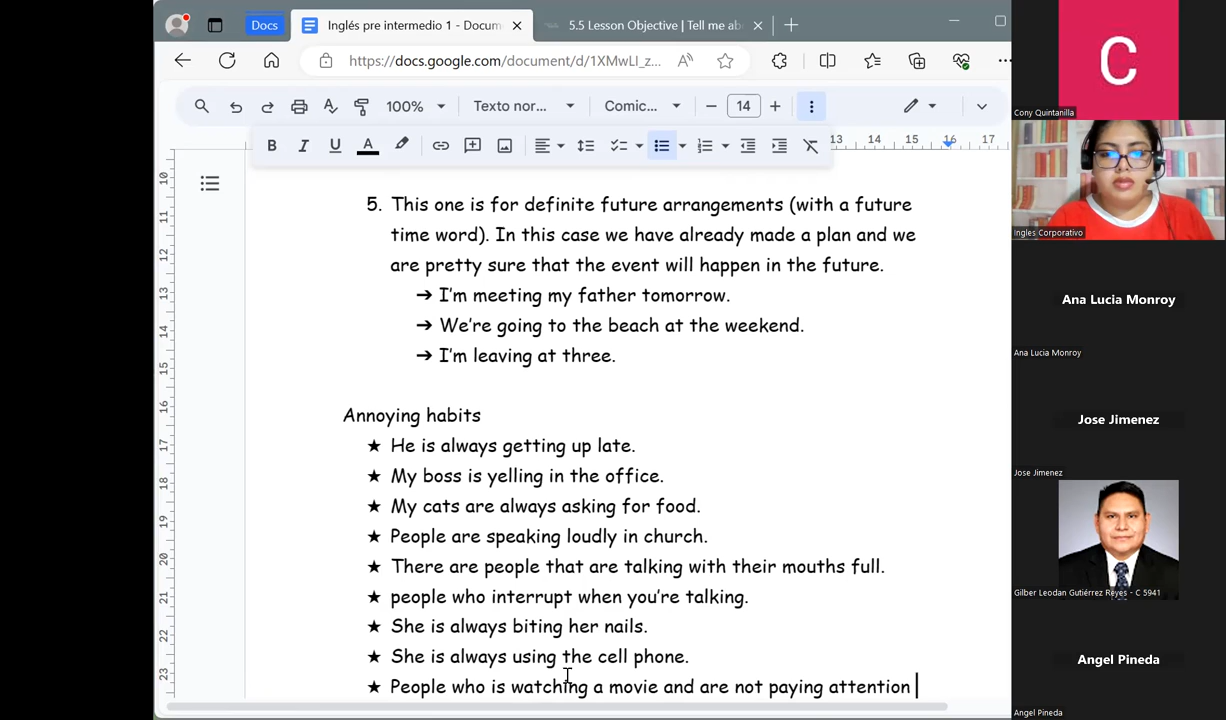 Docs
Inglés pre intermedio 1 - Docum
5.5 Lesson Objective | Tell me ab
https://docs.google.com/document/d/1XMwLI_z...
100%
Texto nor...
Comic...
14
13 14 15 16 17
5. This one is for definite future arrangements (with a future
time word). In this case we have already made a plan and we
are pretty sure that the event will happen in the future.
➔ I'm meeting my father tomorrow.
➔ We're going to the beach at the weekend.
➔ I'm leaving at three.
Annoying habits
★ He is always getting up late.
★ My boss is yelling in the office.
★ My cats are always asking for food.
★ People are speaking loudly in church.
★ There are people that are talking with their mouths full.
★ people who interrupt when you're talking.
★ She is always biting her nails.
★ She is always using the cell phone.
★ People who is watching a movie and are not paying attention
10
11
12
13
14
15
16
17
18
19
20
21
22
23
C
Cony Quintanilla
Ingles Corporativo
Ana Lucia Monroy
Ana Lucia Monroy
Jose Jimenez
Jose Jimenez
Gilber Leodan Gutiérrez Reyes - C 5941
Angel Pineda
Angel Pineda